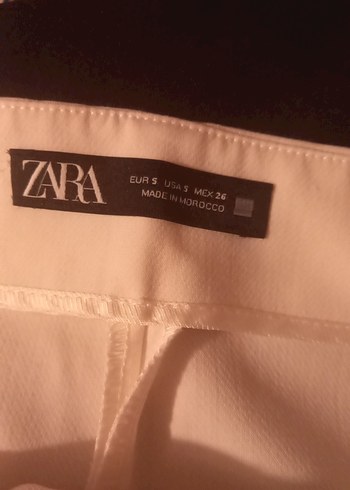 ZARA
EUR S USA S MEX 26
MADE IN MOROCCO